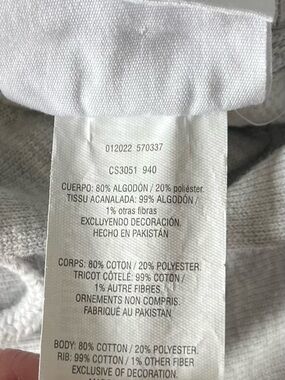 012022 570337
CS3051 940
CUERPO: 80% ALGODÓN / 20% poliéster.
TISSU ACANALADA: 99% ALGODÓN /
1% otras fibras
EXCLUYENDO DECORACIÓN.
HECHO EN PAKISTÁN
CORPS: 80% COTON / 20% POLYESTER.
TRICOT CÔTELÉ: 99% COTON /
1% AUTRE FIBRES.
ORNEMENTS NON COMPRIS.
FABRIQUÉ AU PAKISTAN
BODY: 80% COTTON / 20% POLYESTER.
RIB: 99% COTTON / 1% OTHER FIBER
EXCLUSIVE OF DECORATION.